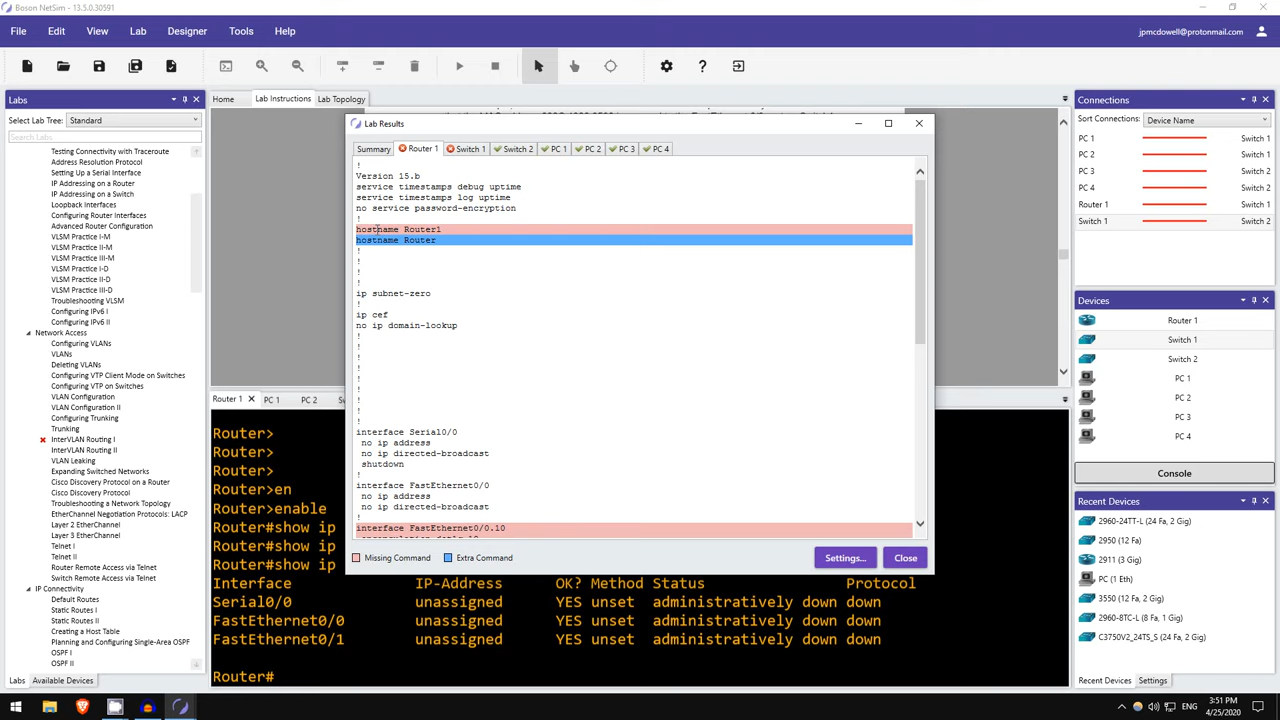 Boson NetSim - 13.5.0.30591
File Edit View Lab Designer Tools Help
jpmcdowell@protonmail.com
Labs
Select Lab Tree: Standard
Search Labs
Testing Connectivity with Traceroute
Address Resolution Protocol
Setting Up a Serial Interface
IP Addressing on a Router
IP Addressing on a Switch
Loopback Interfaces
Configuring Router Interfaces
Advanced Router Configuration
VLSM Practice I-M
VLSM Practice II-M
VLSM Practice III-M
VLSM Practice I-D
VLSM Practice II-D
VLSM Practice III-D
Troubleshooting VLSM
Configuring IPv6 I
Configuring IPv6 II
Network Access
Configuring VLANs
VLANs
Deleting VLANs
Configuring VTP Client Mode on Switches
Configuring VTP on Switches
VLAN Configuration
VLAN Configuration II
Configuring Trunking
Trunking
InterVLAN Routing I
InterVLAN Routing II
VLAN Leaking
Expanding Switched Networks
Cisco Discovery Protocol on a Router
Cisco Discovery Protocol
Troubleshooting a Network Topology
EtherChannel Negotiation Protocols: LACP
Layer 2 EtherChannel
Layer 3 EtherChannel
Telnet I
Telnet II
Router Remote Access via Telnet
Switch Remote Access via Telnet
IP Connectivity
Default Routes
Static Routes I
Static Routes II
Creating a Host Table
Planning and Configuring Single-Area OSPF
OSPF I
OSPF II
Labs Available Devices
Home Lab Instructions Lab Topology
Lab Results
Summary Router 1 Switch 1 Switch 2 PC 1 PC 2 PC 3 PC 4
!
Version 15.b
service timestamps debug uptime
service timestamps log uptime
no service password-encryption
!
hostname Router1
hostname Router
!
!
!
!
ip subnet-zero
!
ip cef
no ip domain-lookup
!
!
!
!
!
!
!
!
!
interface Serial0/0
no ip address
no ip directed-broadcast
shutdown
!
interface FastEthernet0/0
no ip address
no ip directed-broadcast
!
interface FastEthernet0/0.10
Missing Command Extra Command
Settings... Close
Router 1 PC 1 PC 2
Router>
Router>
Router>
Router>en
Router>enable
Router#show ip
Router#show ip
Router#show ip
Interface IP-Address OK? Method Status Protocol
Serial0/0 unassigned YES unset administratively down down
FastEthernet0/0 unassigned YES unset administratively down down
FastEthernet0/1 unassigned YES unset administratively down down
Router#
Connections
Sort Connections: Device Name
PC 1 Switch 1
PC 2 Switch 1
PC 3 Switch 2
PC 4 Switch 2
Router 1 Switch 1
Switch 1 Switch 2
Devices
Router 1
Switch 1
Switch 2
PC 1
PC 2
PC 3
PC 4
Console
Recent Devices
2960-24TT-L (24 Fa, 2 Gig)
2950 (12 Fa)
2911 (3 Gig)
PC (1 Eth)
3550 (12 Fa, 2 Gig)
2960-8TC-L (8 Fa, 1 Gig)
C3750V2_24TS_S (24 Fa, 2 Gig)
Recent Devices Settings
ENG
3:51 PM
4/25/2020